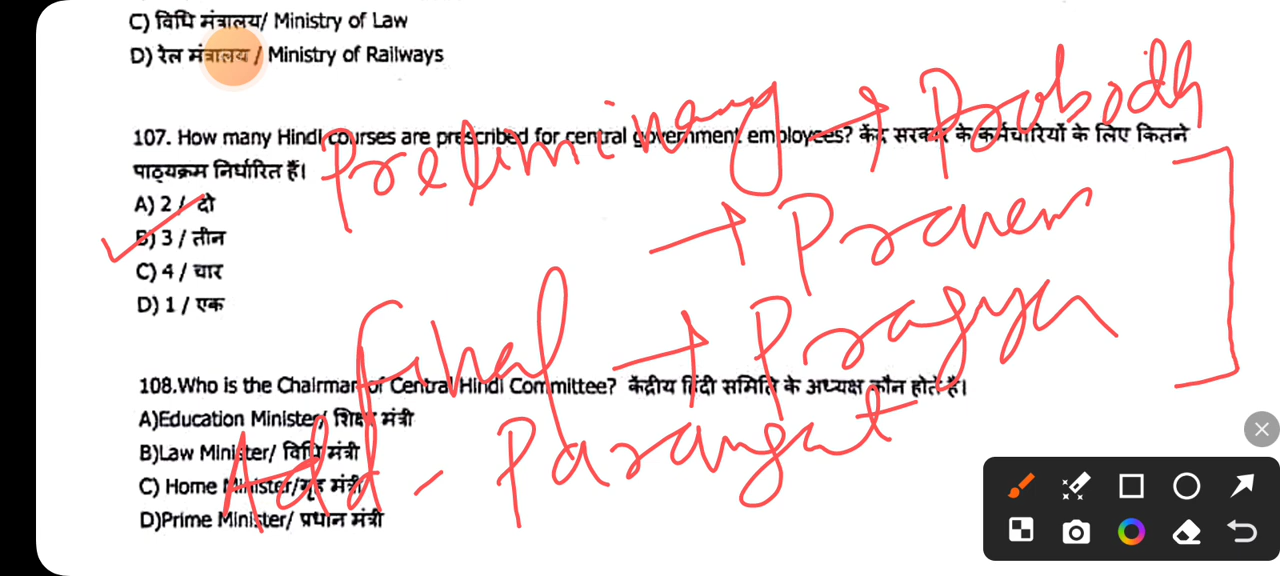 C) विधि मंत्रालय/ Ministry of Law
D) रेल मंत्रालय / Ministry of Railways
Preliminary → Prabodh
107. How many Hindi courses are prescribed for central government employees? केंद्र सरकार के कर्मचारियों के लिए कितने
पाठ्यक्रम निर्धारित हैं।
A) 2 / दो
→ Praven
B) 3 / तीन
C) 4 / चार
D) 1 / एक
Final → Pragya
108.Who is the Chairman of Central Hindi Committee? केंद्रीय हिंदी समिति के अध्यक्ष कौन होते है।
A)Education Minister/ शिक्षा मंत्री
B)Law Minister/ विधि मंत्री
Add - Parangat
C) Home Minister/गृह मंत्री
D)Prime Minister/ प्रधान मंत्री